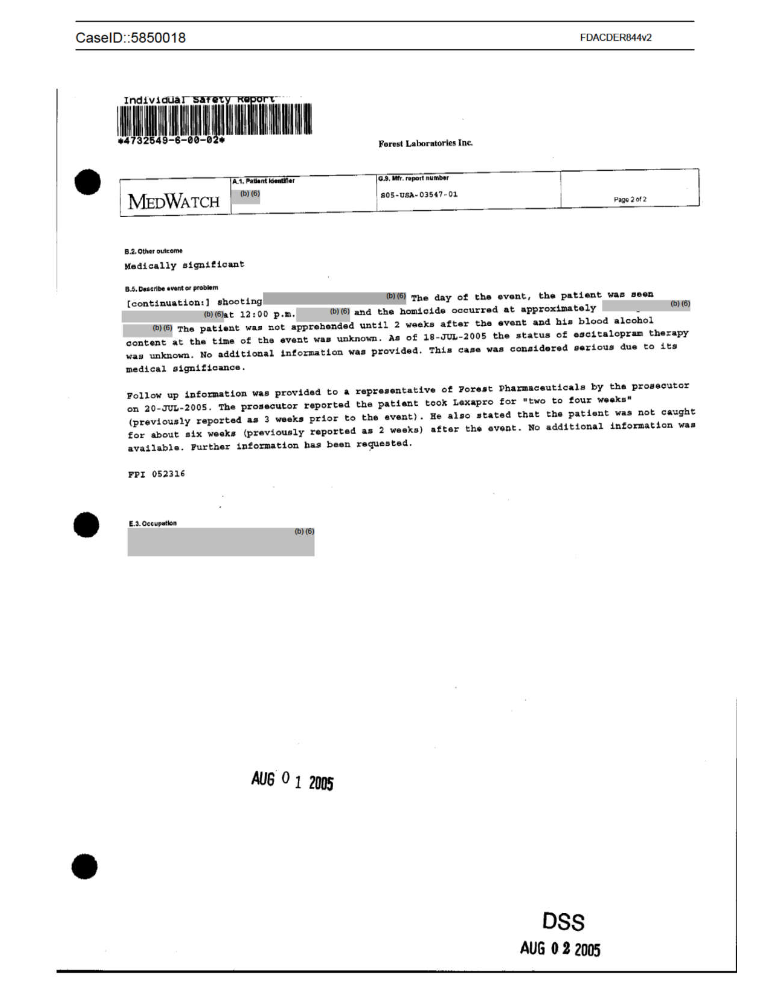 CaseID::5850018
FDACDER844v2
Individual Safety Report
*4732549-6-00-02*
Forest Laboratories Inc.
MEDWATCH
A.1. Patient Identifier
(b) (6)
G.9. Mfr. report number
S05-USA-03547-01
Page 2 of 2
B.2. Other outcome
Medically significant
B.5. Describe event or problem
[continuation:] shooting (b) (6) The day of the event, the patient was seen
(b) (6) at 12:00 p.m. (b) (6) and the homicide occurred at approximately (b) (6)
(b) (6) The patient was not apprehended until 2 weeks after the event and his blood alcohol
content at the time of the event was unknown. As of 18-JUL-2005 the status of escitalopram therapy
was unknown. No additional information was provided. This case was considered serious due to its
medical significance.
Follow up information was provided to a representative of Forest Pharmaceuticals by the prosecutor
on 20-JUL-2005. The prosecutor reported the patient took Lexapro for "two to four weeks"
(previously reported as 3 weeks prior to the event). He also stated that the patient was not caught
for about six weeks (previously reported as 2 weeks) after the event. No additional information was
available. Further information has been requested.
FPI 052316
E.3. Occupation
(b) (6)
AUG 01 2005
DSS
AUG 02 2005